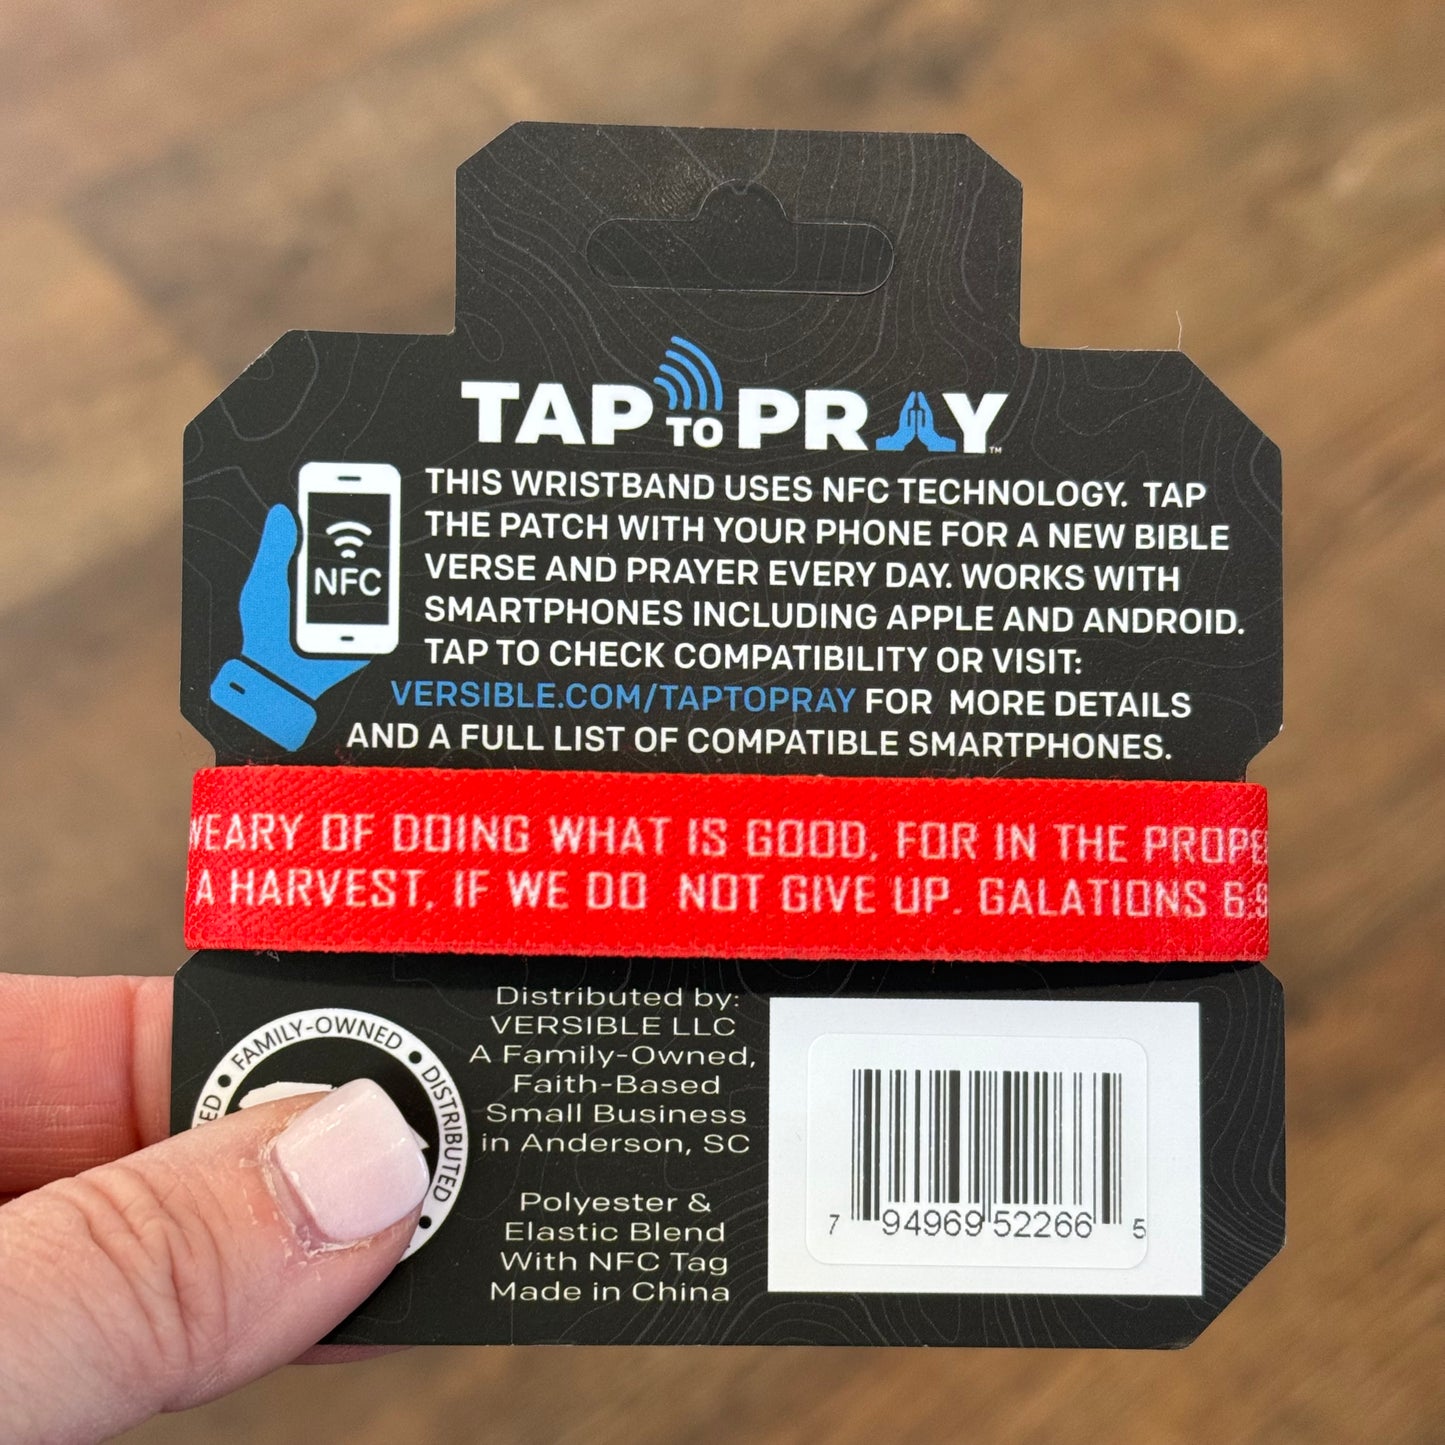 TAP TO PRAY™
THIS WRISTBAND USES NFC TECHNOLOGY. TAP
THE PATCH WITH YOUR PHONE FOR A NEW BIBLE
VERSE AND PRAYER EVERY DAY. WORKS WITH
SMARTPHONES INCLUDING APPLE AND ANDROID.
TAP TO CHECK COMPATIBILITY OR VISIT:
VERSIBLE.COM/TAPTOPRAY FOR MORE DETAILS
AND A FULL LIST OF COMPATIBLE SMARTPHONES.
NFC
WEARY OF DOING WHAT IS GOOD, FOR IN THE
A HARVEST, IF WE DO NOT GIVE UP. GALATIONS 6:9
FAMILY-OWNED • DISTRIBUTED •
Distributed by:
VERSIBLE LLC
A Family-Owned,
Faith-Based
Small Business
in Anderson, SC
Polyester &
Elastic Blend
With NFC Tag
Made in China
7 94969 52266 5